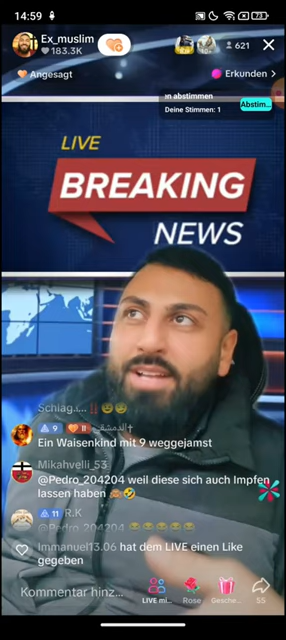 14:59
73
Ex_muslim
183.3K
621
Angesagt
Erkunden >
n abstimmen
Deine Stimmen: 1
Abstim...
LIVE
BREAKING
NEWS
Schlag....‼️
9
11
Ein Waisenkind mit 9 weggejamst
Mikahvelli_53
@Pedro_204204 weil diese sich auch Impfen
lassen haben 🙈🤣
11 R.K
@Pedro_204204
Immanuel13.06 hat dem LIVE einen Like
gegeben
Kommentar hinz...
LIVE mi...
Rose
Gesche...
55